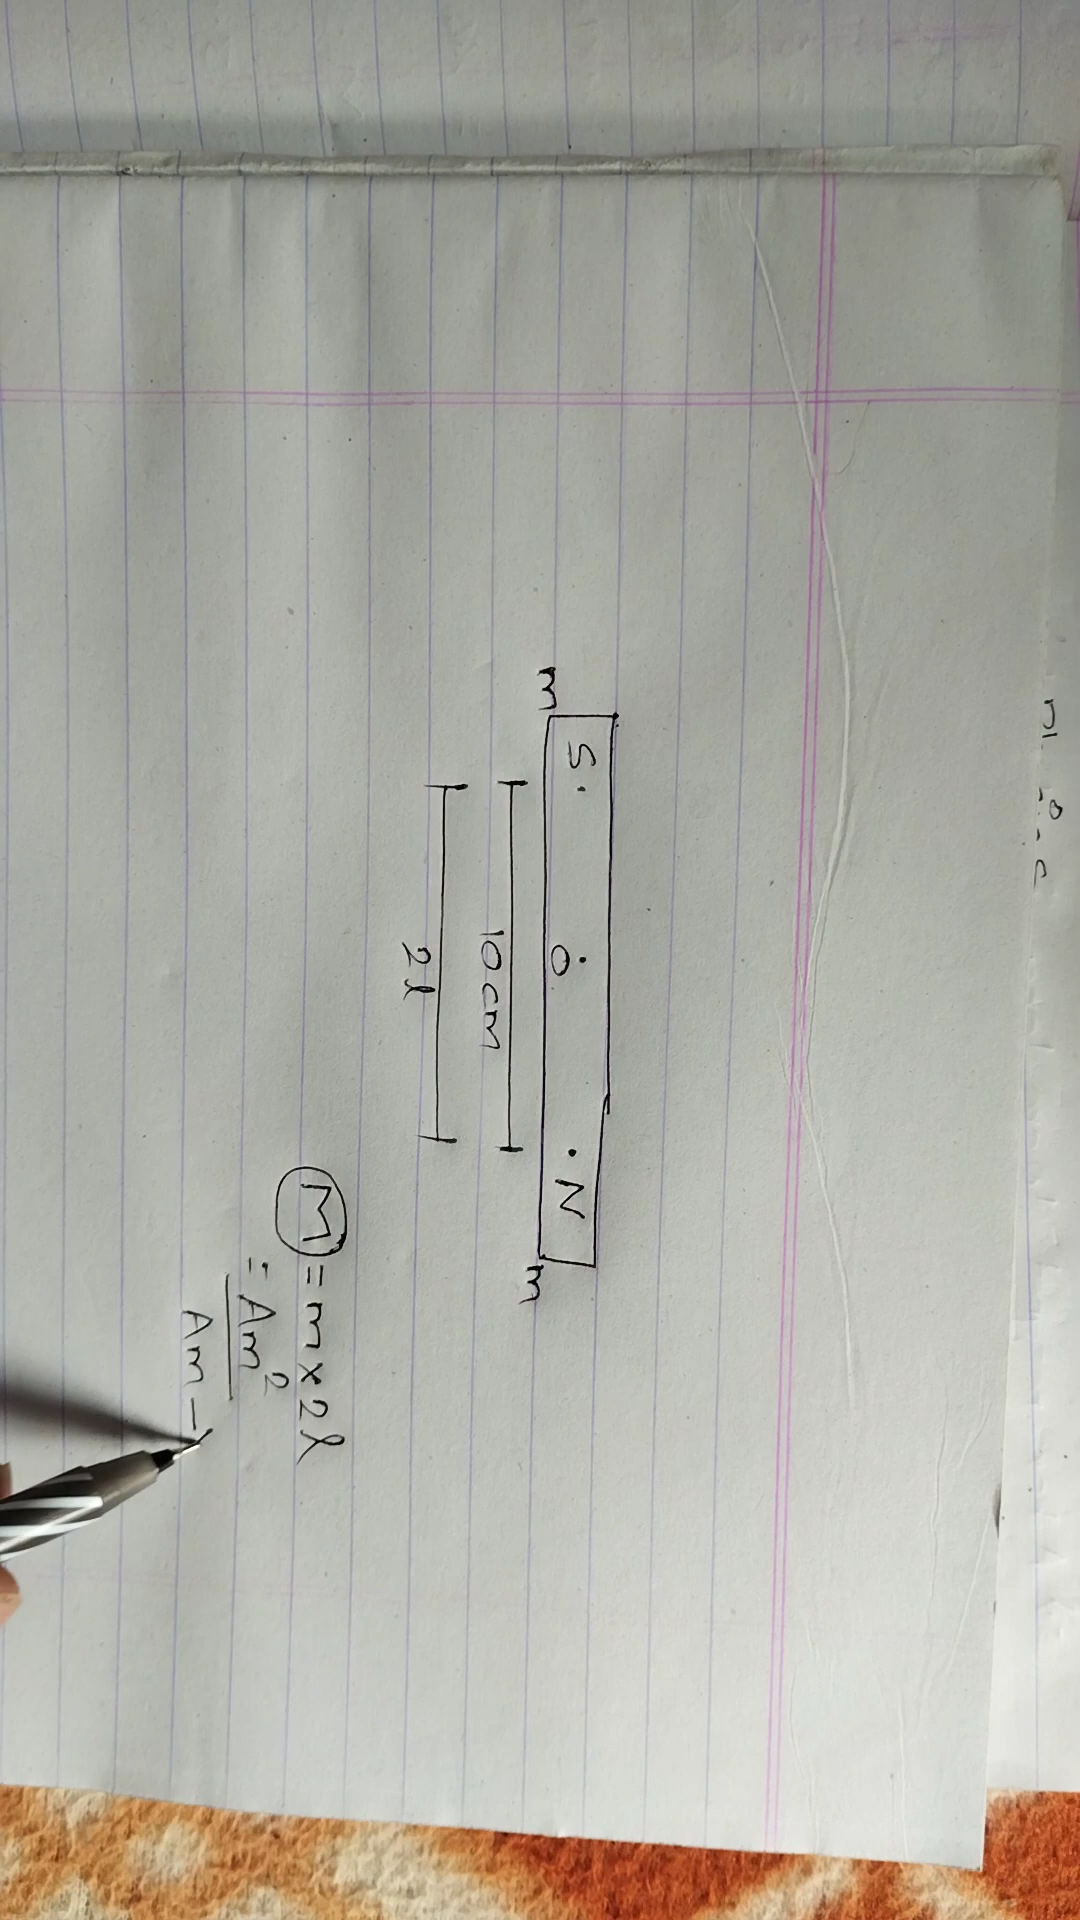 m
S. O . N
m
10 cm
2l
M = m × 2l
= Am²
Am -